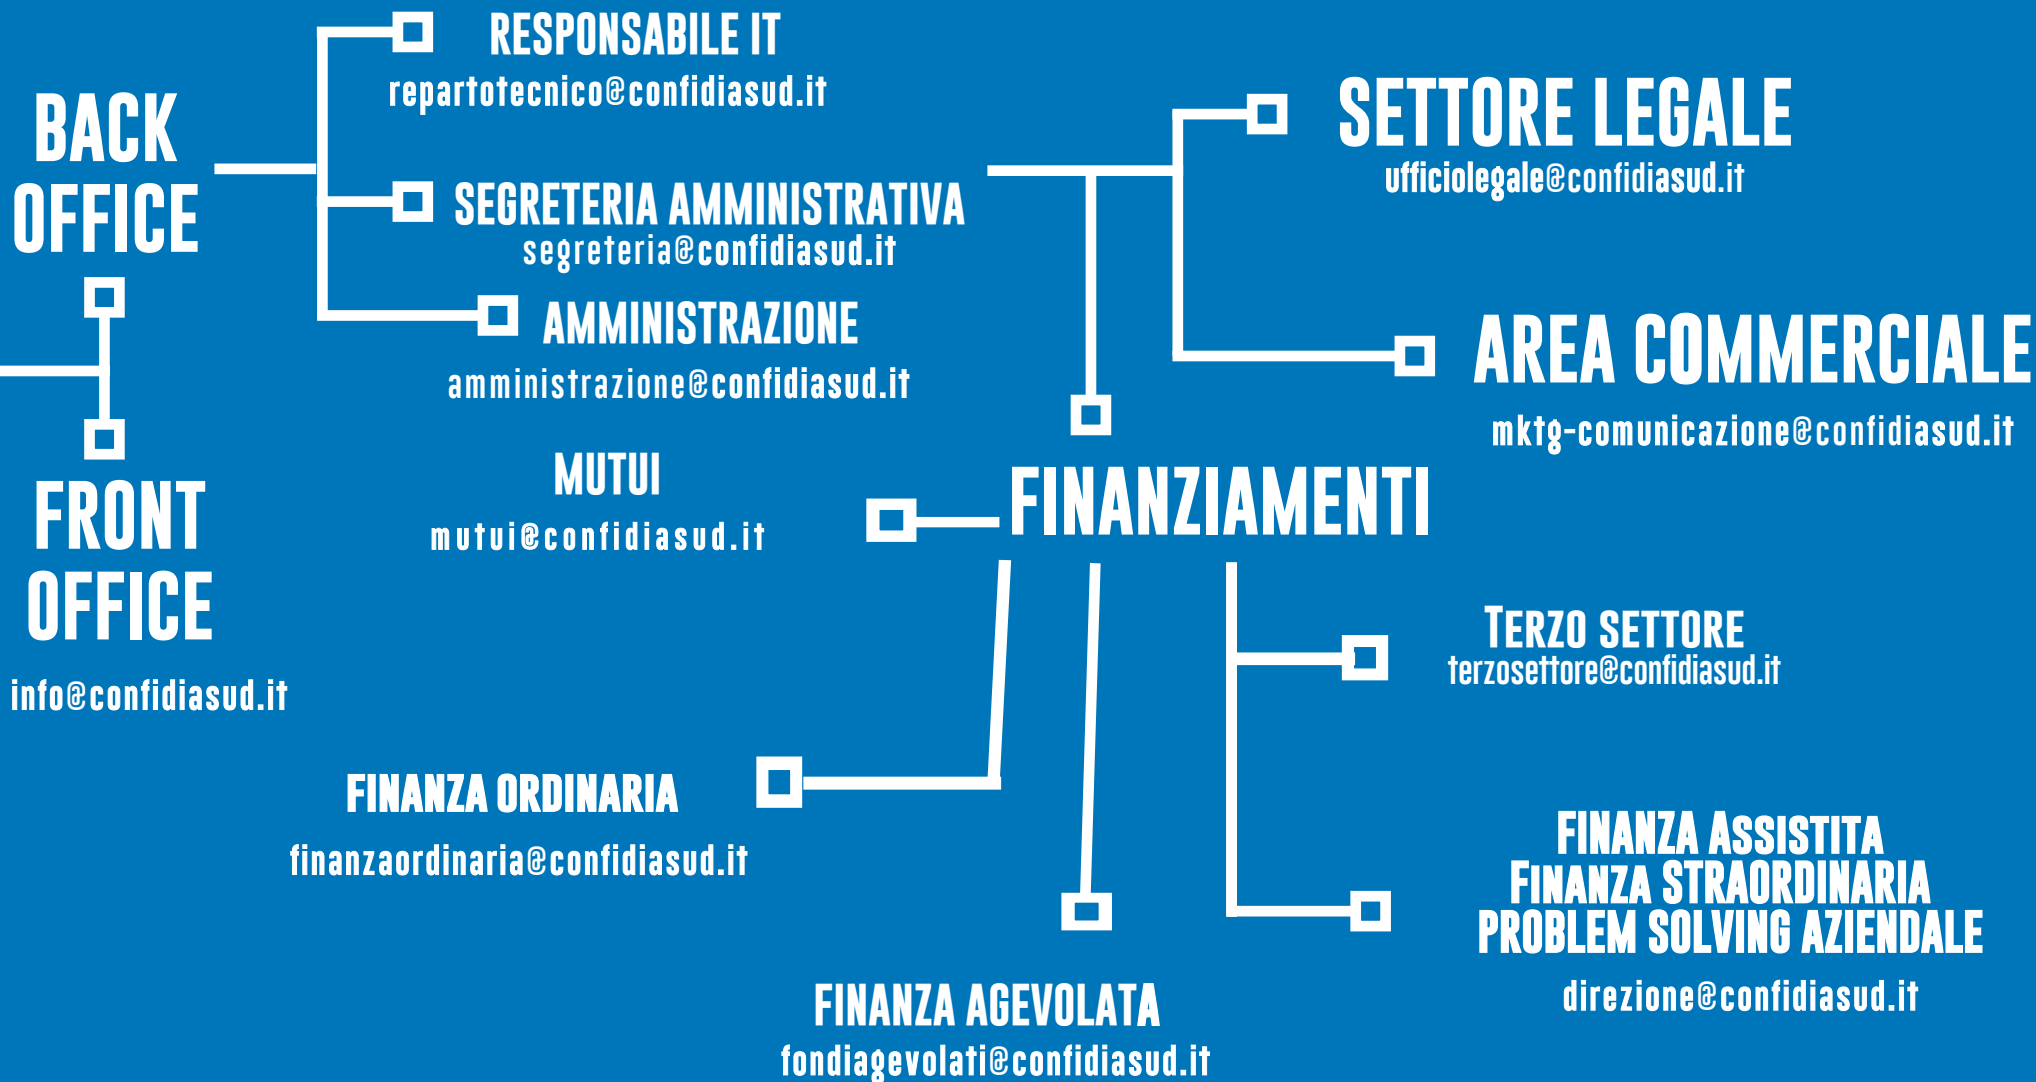 BACK
OFFICE
FRONT
OFFICE
info@confidiasud.it
RESPONSABILE IT
repartotecnico@confidiasud.it
SEGRETERIA AMMINISTRATIVA
segreteria@confidiasud.it
AMMINISTRAZIONE
amministrazione@confidiasud.it
SETTORE LEGALE
ufficiolegale@confidiasud.it
AREA COMMERCIALE
mktg-comunicazione@confidiasud.it
FINANZIAMENTI
MUTUI
mutui@confidiasud.it
TERZO SETTORE
terzosettore@confidiasud.it
FINANZA ORDINARIA
finanzaordinaria@confidiasud.it
FINANZA ASSISTITA
FINANZA STRAORDINARIA
PROBLEM SOLVING AZIENDALE
direzione@confidiasud.it
FINANZA AGEVOLATA
fondiagevolati@confidiasud.it